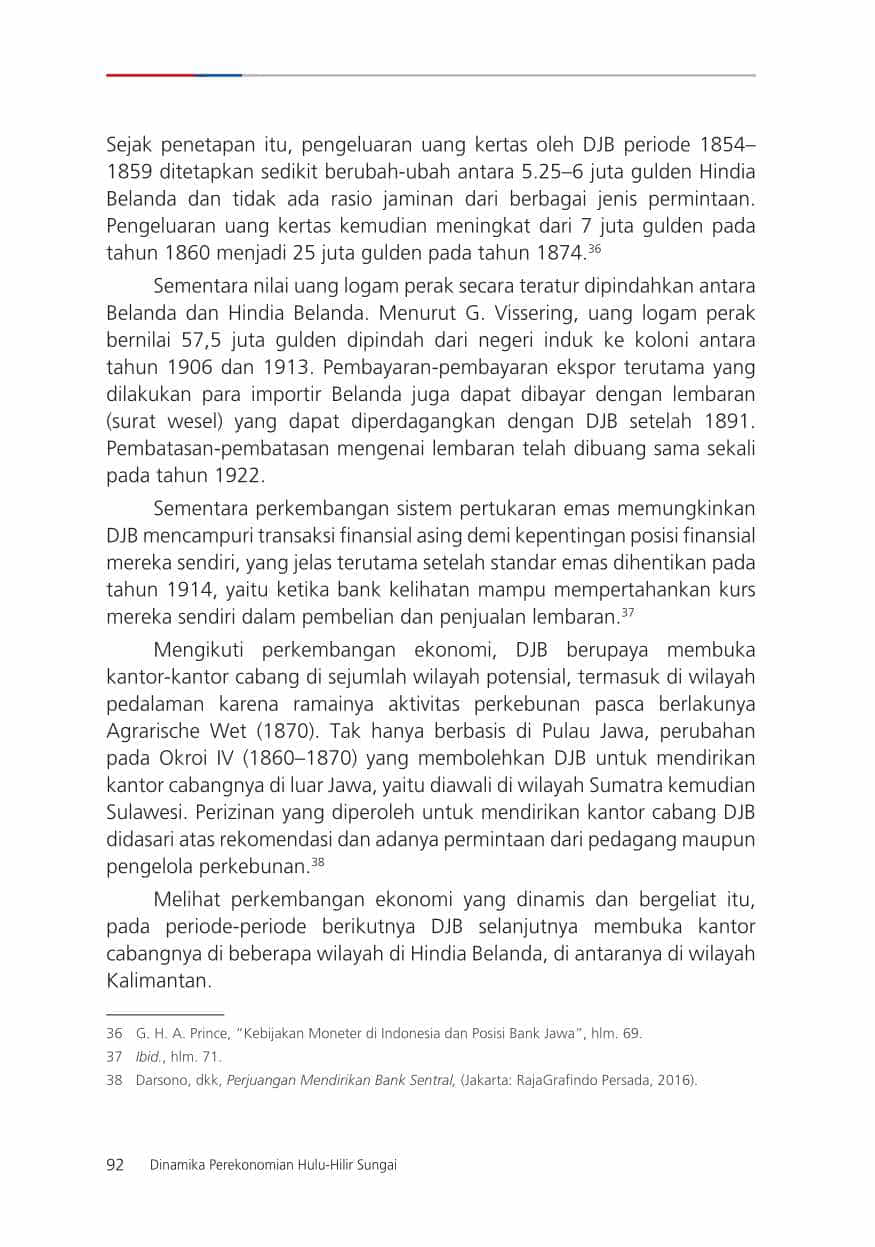 Sejak penetapan itu, pengeluaran uang kertas oleh DJB periode 1854–
1859 ditetapkan sedikit berubah-ubah antara 5.25–6 juta gulden Hindia
Belanda dan tidak ada rasio jaminan dari berbagai jenis permintaan.
Pengeluaran uang kertas kemudian meningkat dari 7 juta gulden pada
tahun 1860 menjadi 25 juta gulden pada tahun 1874.36
Sementara nilai uang logam perak secara teratur dipindahkan antara
Belanda dan Hindia Belanda. Menurut G. Vissering, uang logam perak
bernilai 57,5 juta gulden dipindah dari negeri induk ke koloni antara
tahun 1906 dan 1913. Pembayaran-pembayaran ekspor terutama yang
dilakukan para importir Belanda juga dapat dibayar dengan lembaran
(surat wesel) yang dapat diperdagangkan dengan DJB setelah 1891.
Pembatasan-pembatasan mengenai lembaran telah dibuang sama sekali
pada tahun 1922.
Sementara perkembangan sistem pertukaran emas memungkinkan
DJB mencampuri transaksi finansial asing demi kepentingan posisi finansial
mereka sendiri, yang jelas terutama setelah standar emas dihentikan pada
tahun 1914, yaitu ketika bank kelihatan mampu mempertahankan kurs
mereka sendiri dalam pembelian dan penjualan lembaran.37
Mengikuti perkembangan ekonomi, DJB berupaya membuka
kantor-kantor cabang di sejumlah wilayah potensial, termasuk di wilayah
pedalaman karena ramainya aktivitas perkebunan pasca berlakunya
Agrarische Wet (1870). Tak hanya berbasis di Pulau Jawa, perubahan
pada Okroi IV (1860–1870) yang membolehkan DJB untuk mendirikan
kantor cabangnya di luar Jawa, yaitu diawali di wilayah Sumatra kemudian
Sulawesi. Perizinan yang diperoleh untuk mendirikan kantor cabang DJB
didasari atas rekomendasi dan adanya permintaan dari pedagang maupun
pengelola perkebunan.38
Melihat perkembangan ekonomi yang dinamis dan bergeliat itu,
pada periode-periode berikutnya DJB selanjutnya membuka kantor
cabangnya di beberapa wilayah di Hindia Belanda, di antaranya di wilayah
Kalimantan.
36 G. H. A. Prince, “Kebijakan Moneter di Indonesia dan Posisi Bank Jawa”, hlm. 69.
37 Ibid., hlm. 71.
38 Darsono, dkk, Perjuangan Mendirikan Bank Sentral, (Jakarta: RajaGrafindo Persada, 2016).
92 Dinamika Perekonomian Hulu-Hilir Sungai